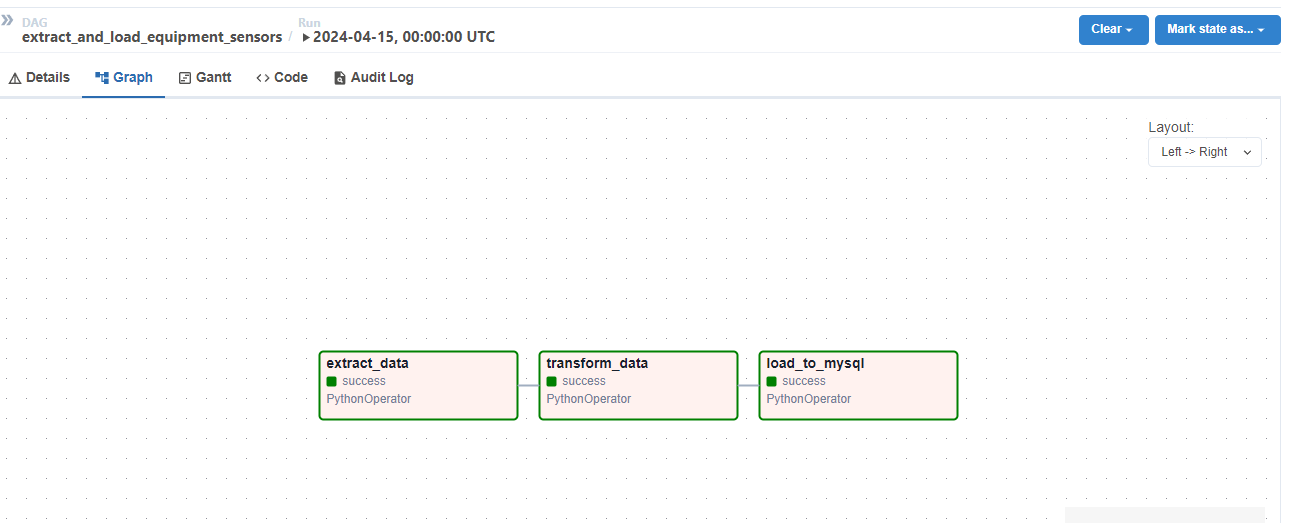 DAG
extract_and_load_equipment_sensors / Run
2024-04-15, 00:00:00 UTC
Clear
Mark state as...
Details
Graph
Gantt
Code
Audit Log
Layout:
Left -> Right
extract_data
success
PythonOperator
transform_data
success
PythonOperator
load_to_mysql
success
PythonOperator